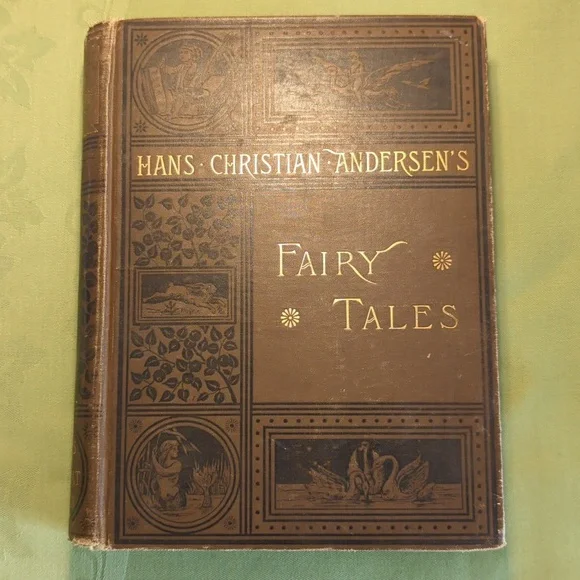 HANS · CHRISTIAN · ANDERSEN'S
FAIRY
TALES